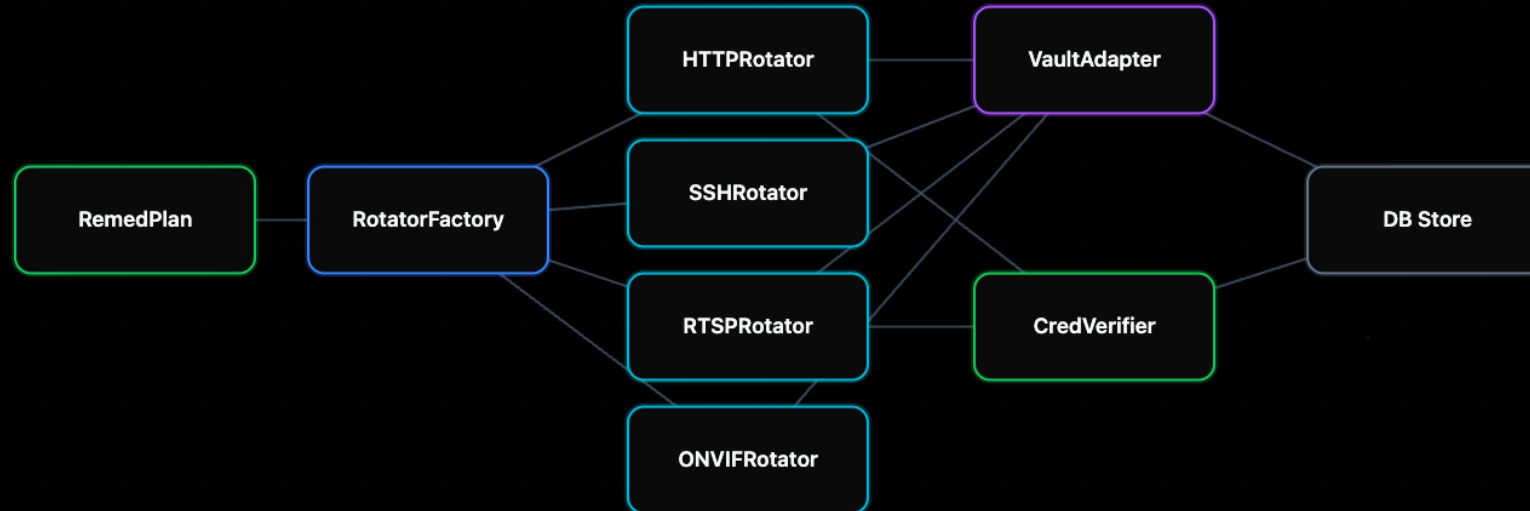 HTTPRotator
VaultAdapter
SSHRotator
RemedPlan
RotatorFactory
DB Store
RTSPRotator
CredVerifier
ONVIFRotator